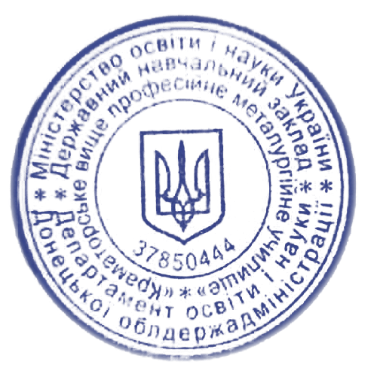 * Міністерство освіти і науки України *
Донецької облдержадміністрації
* Державний навчальний заклад *
Департамент освіти і науки
«Краматорське вище професійне металургійне училище» *
37850444